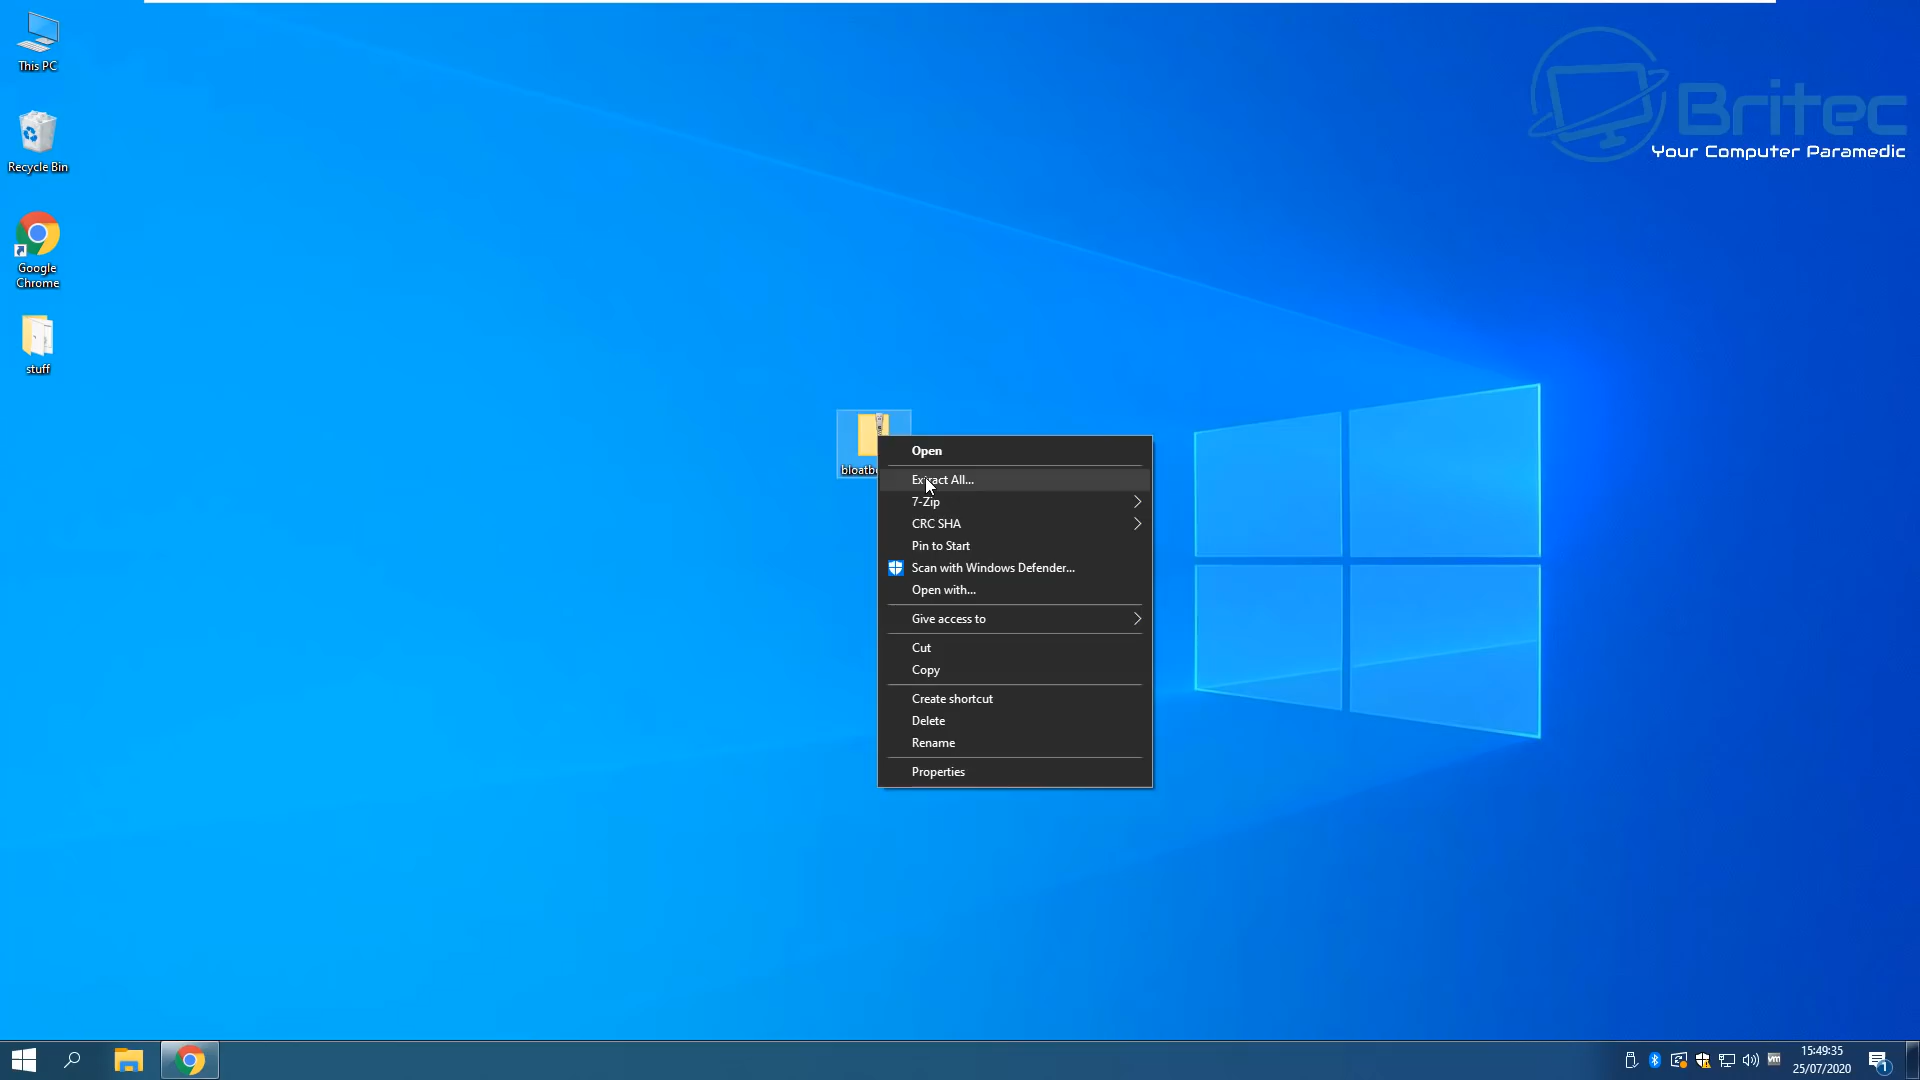 This PC
Recycle Bin
Google
Chrome
stuff
Britec
Your Computer Paramedic
Open
Extract All...
7-Zip
CRC SHA
Pin to Start
Scan with Windows Defender...
Open with...
Give access to
Cut
Copy
Create shortcut
Delete
Rename
Properties
15:49:35
25/07/2020
1